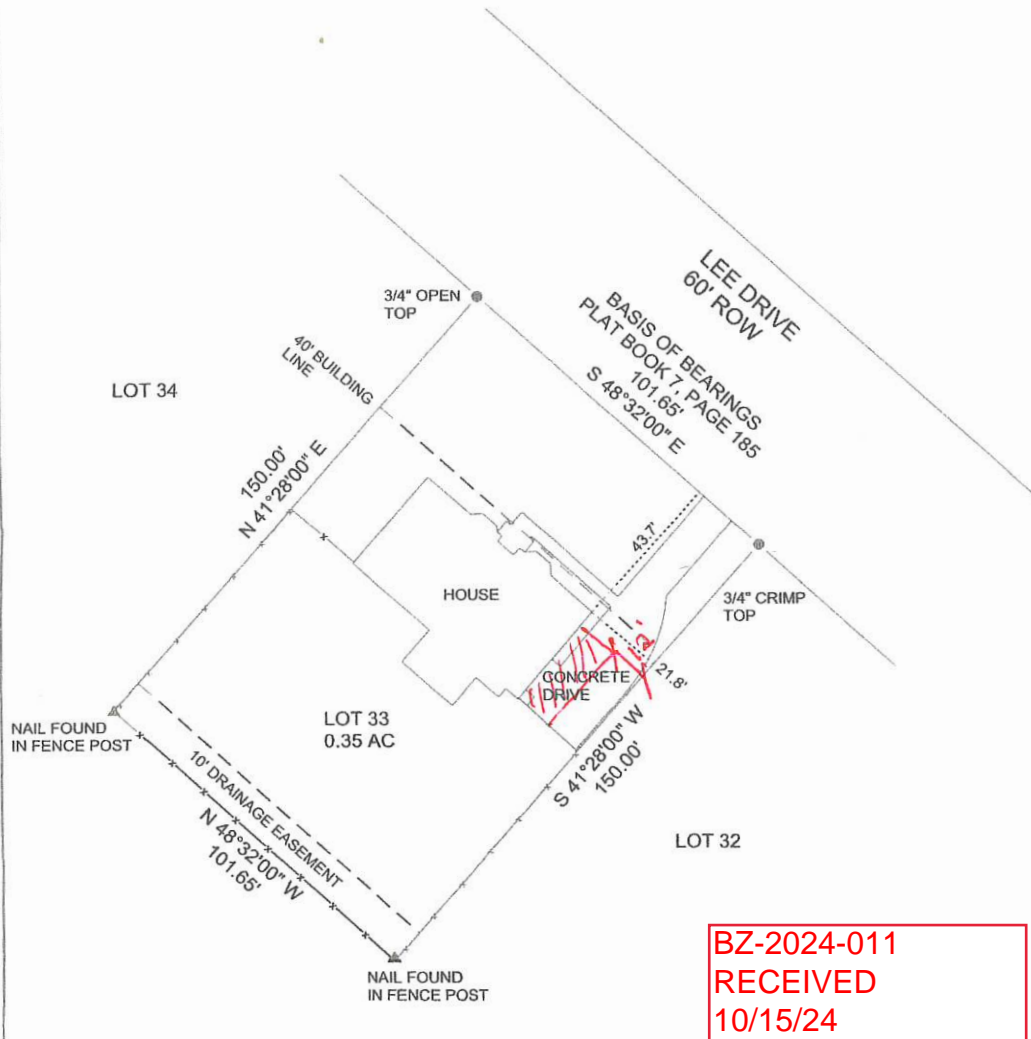 LEE DRIVE
60' ROW
BASIS OF BEARINGS
PLAT BOOK 7, PAGE 185
101.65'
S 48°32'00" E
3/4" OPEN
TOP
40' BUILDING
LINE
LOT 34
150.00'
N 41°28'00" E
43.7'
3/4" CRIMP
TOP
HOUSE
12'
21.8'
CONCRETE
DRIVE
LOT 33
0.35 AC
S 41°28'00" W
150.00'
NAIL FOUND
IN FENCE POST
10' DRAINAGE EASEMENT
N 48°32'00" W
101.65'
LOT 32
NAIL FOUND
IN FENCE POST
BZ-2024-011
RECEIVED
10/15/24